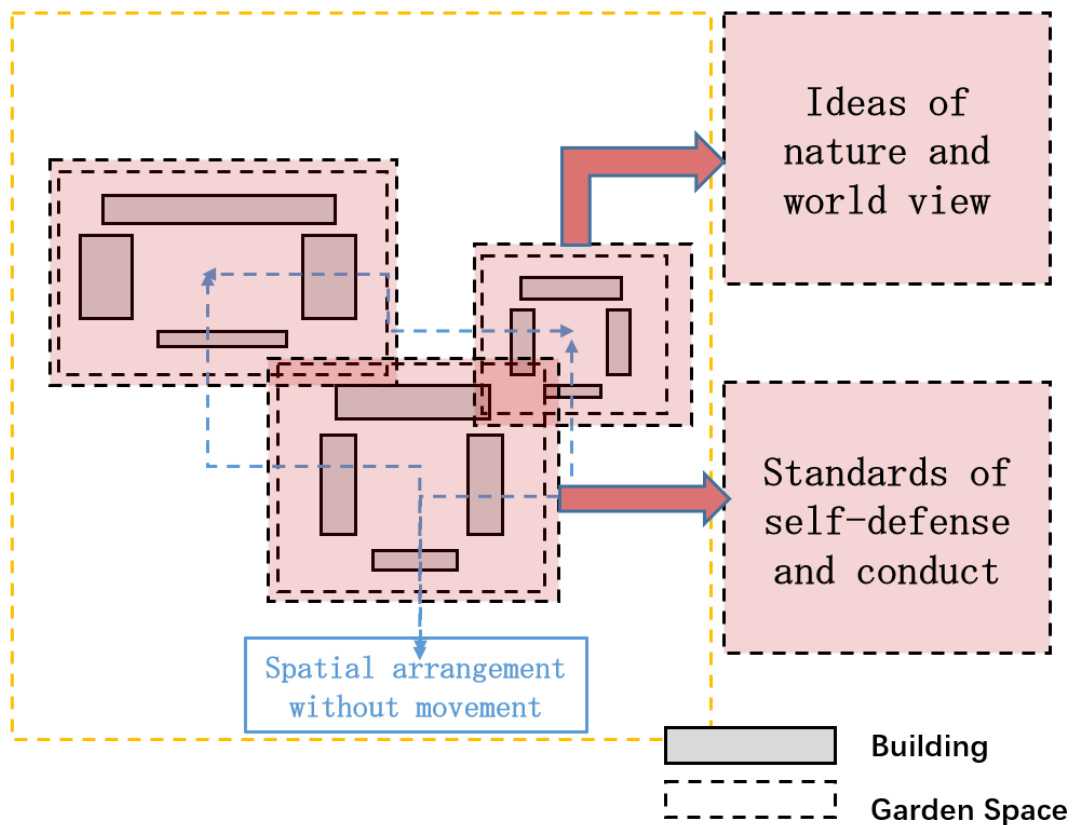 Ideas of
nature and
world view
Standards of
self-defense
and conduct
Spatial arrangement
without movement
Building
Garden Space